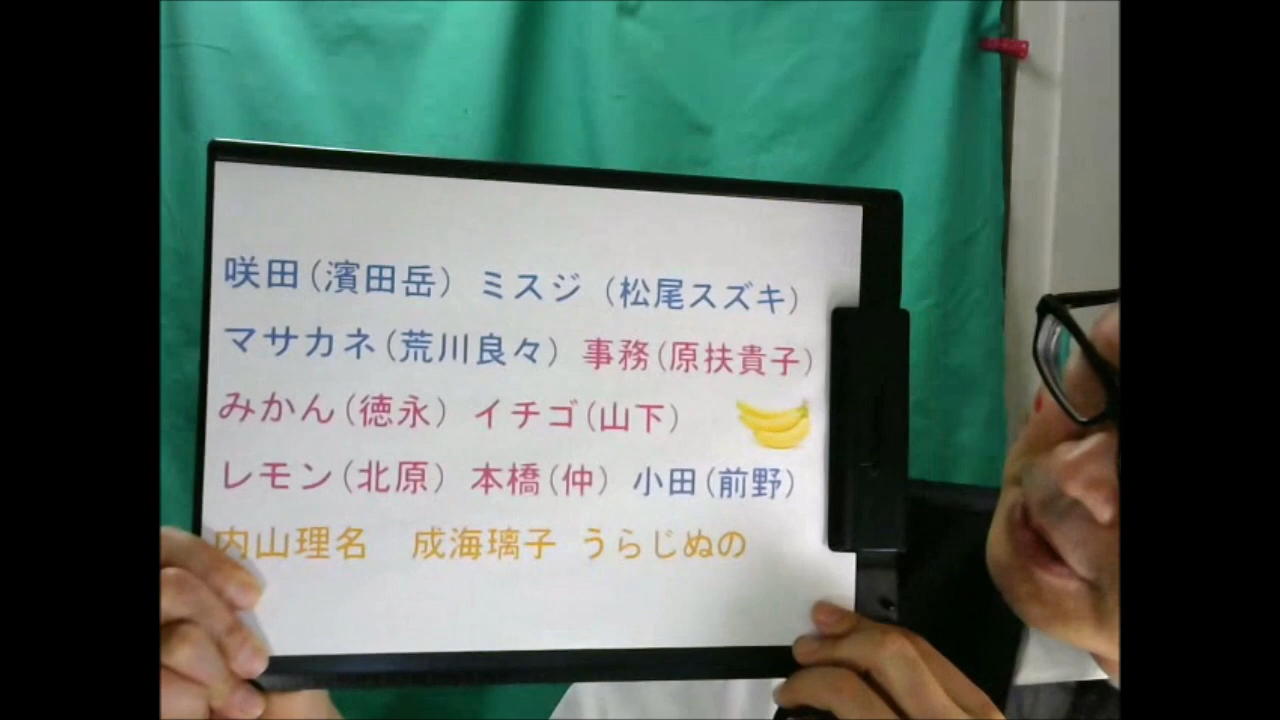 咲田(濱田岳) ミスジ (松尾スズキ)
マサカネ(荒川良々) 事務(原扶貴子)
みかん(徳永) イチゴ(山下)
レモン(北原) 本橋(仲) 小田(前野)
内山理名 成海璃子 うらじぬの